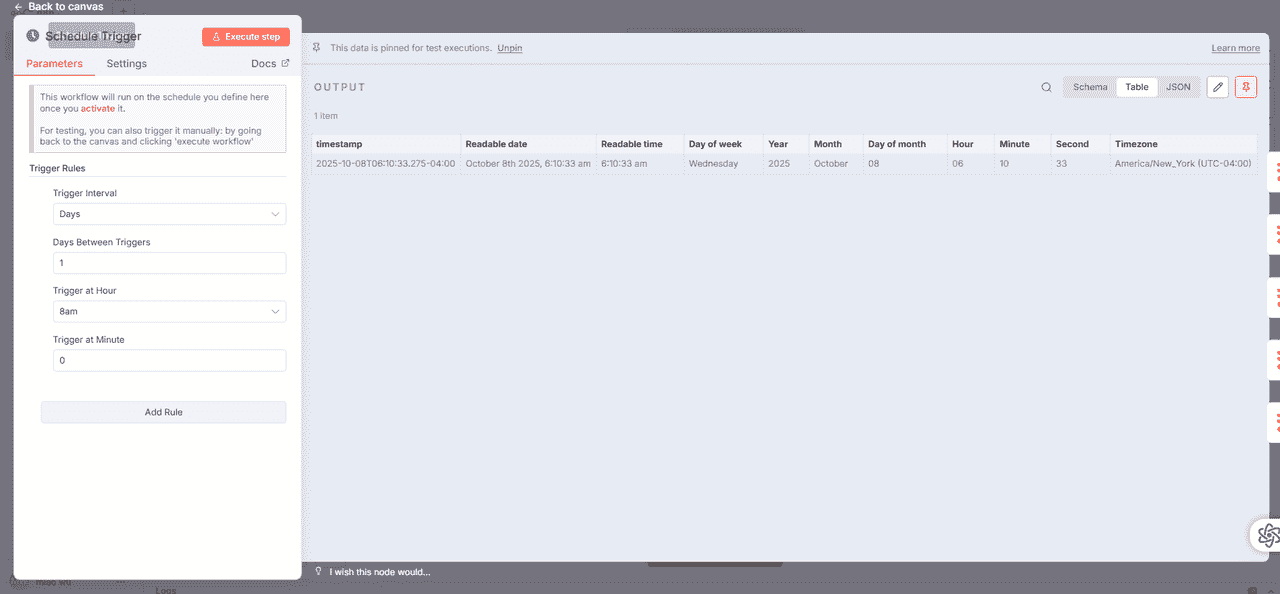 Back to canvas
Schedule Trigger
Execute step
Parameters
Settings
Docs
This workflow will run on the schedule you define here
once you activate it.
For testing, you can also trigger it manually: by going
back to the canvas and clicking 'execute workflow'
Trigger Rules
Trigger Interval
Days
Days Between Triggers
1
Trigger at Hour
8am
Trigger at Minute
0
Add Rule
This data is pinned for test executions. Unpin
Learn more
OUTPUT
Schema Table JSON
1 item
timestamp Readable date Readable time Day of week Year Month Day of month Hour Minute Second Timezone
2025-10-08T06:10:33.275-04:00 October 8th 2025, 6:10:33 am 6:10:33 am Wednesday 2025 October 08 06 10 33 America/New_York (UTC-04:00)
I wish this node would...
Logs